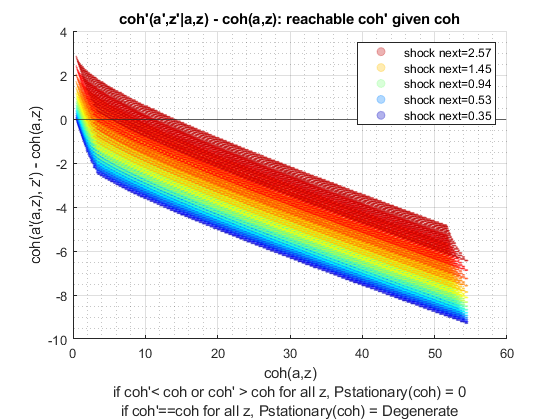 coh'(a',z'|a,z) - coh(a,z): reachable coh' given coh
4
2
0
-2
-4
-6
-8
-10
coh(a'(a,z), z') - coh(a,z)
shock next=2.57
shock next=1.45
shock next=0.94
shock next=0.53
shock next=0.35
0 10 20 30 40 50 60
coh(a,z)
if coh'< coh or coh' > coh for all z, Pstationary(coh) = 0
if coh'==coh for all z, Pstationary(coh) = Degenerate